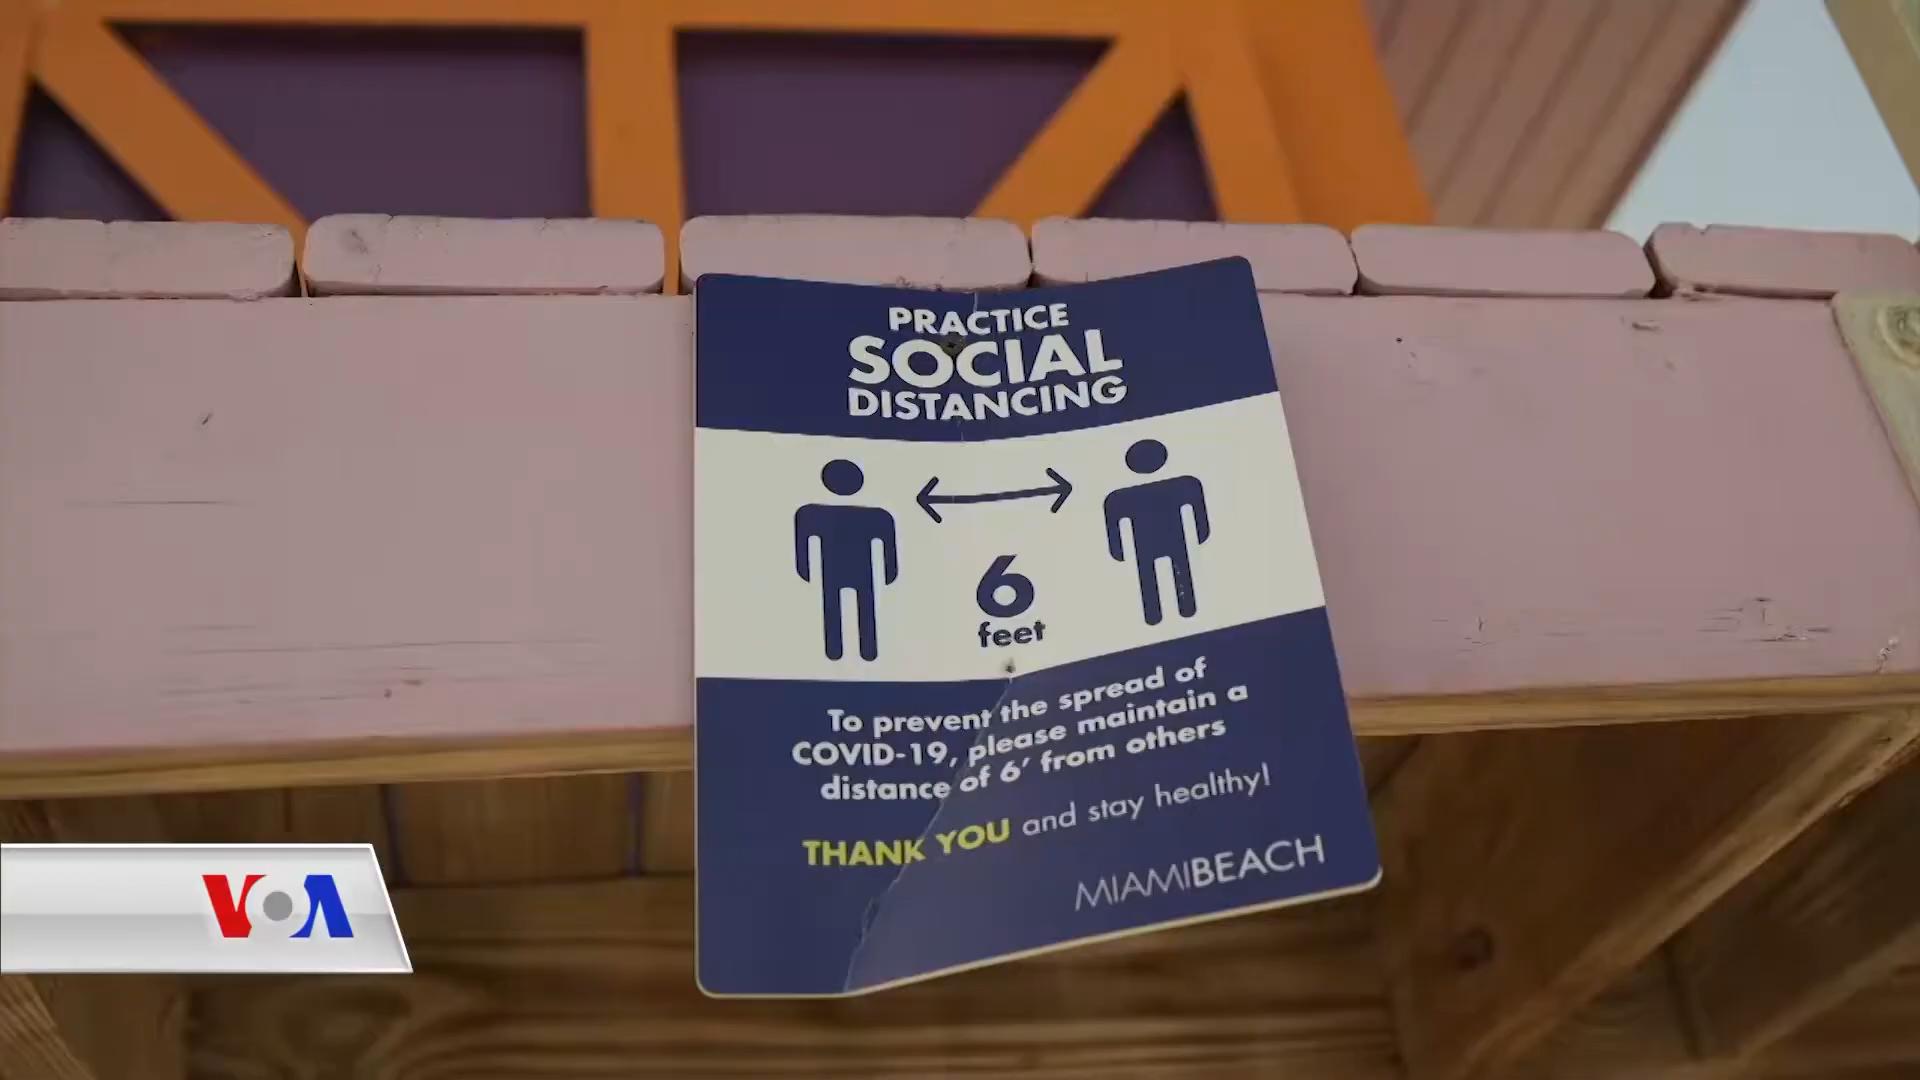 PRACTICE
SOCIAL
DISTANCING
6
feet
To prevent the spread of
COVID-19, please maintain a
distance of 6' from others
THANK YOU and stay healthy!
MIAMIBEACH
VOA